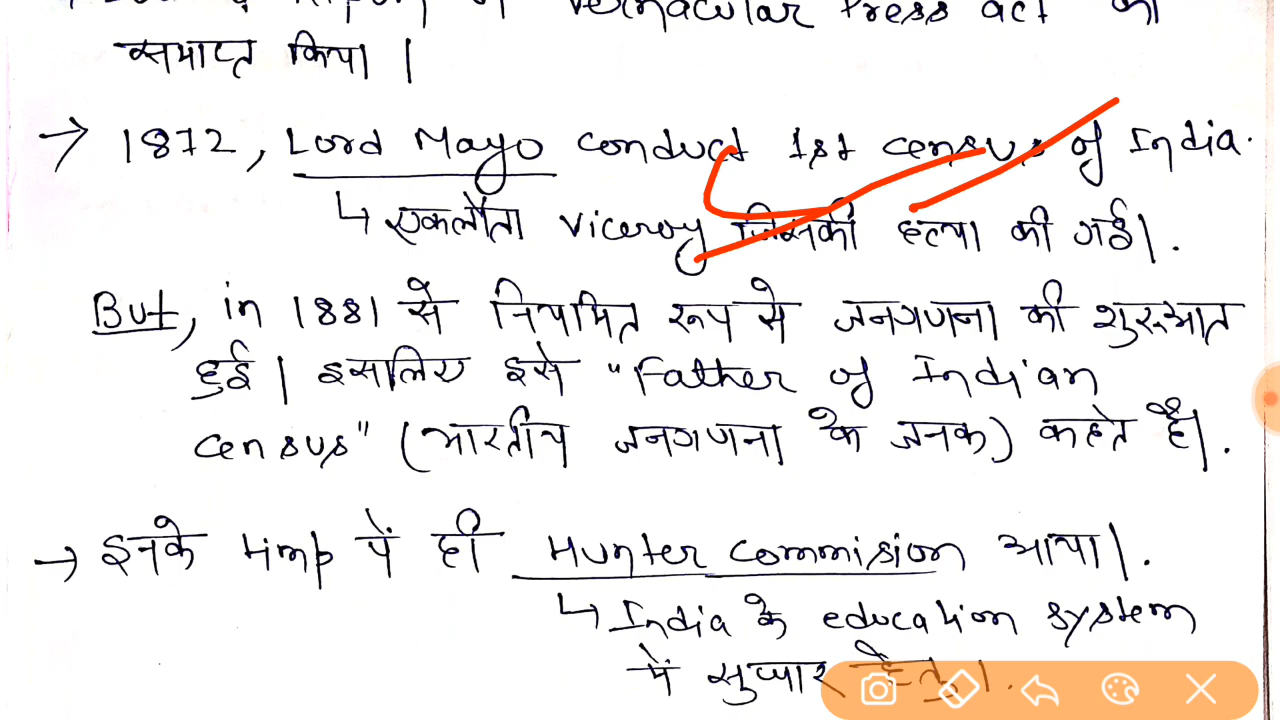 Vernacular Press act को
समाप्त किया |
→ 1872, Lord Mayo conduct 1st census of India.
↳ एकलौता viceroy जिसकी हत्या की गई |.
But, in 1881 से नियमित रूप से जनगणना की शुरुआत
हुई | इसलिए इसे "Father of Indian
census" (भारतीय जनगणना के जनक) कहते है |.
→ इनके time में ही Hunter commision आया |.
↳ India के education system
में सुधार हेतु |.